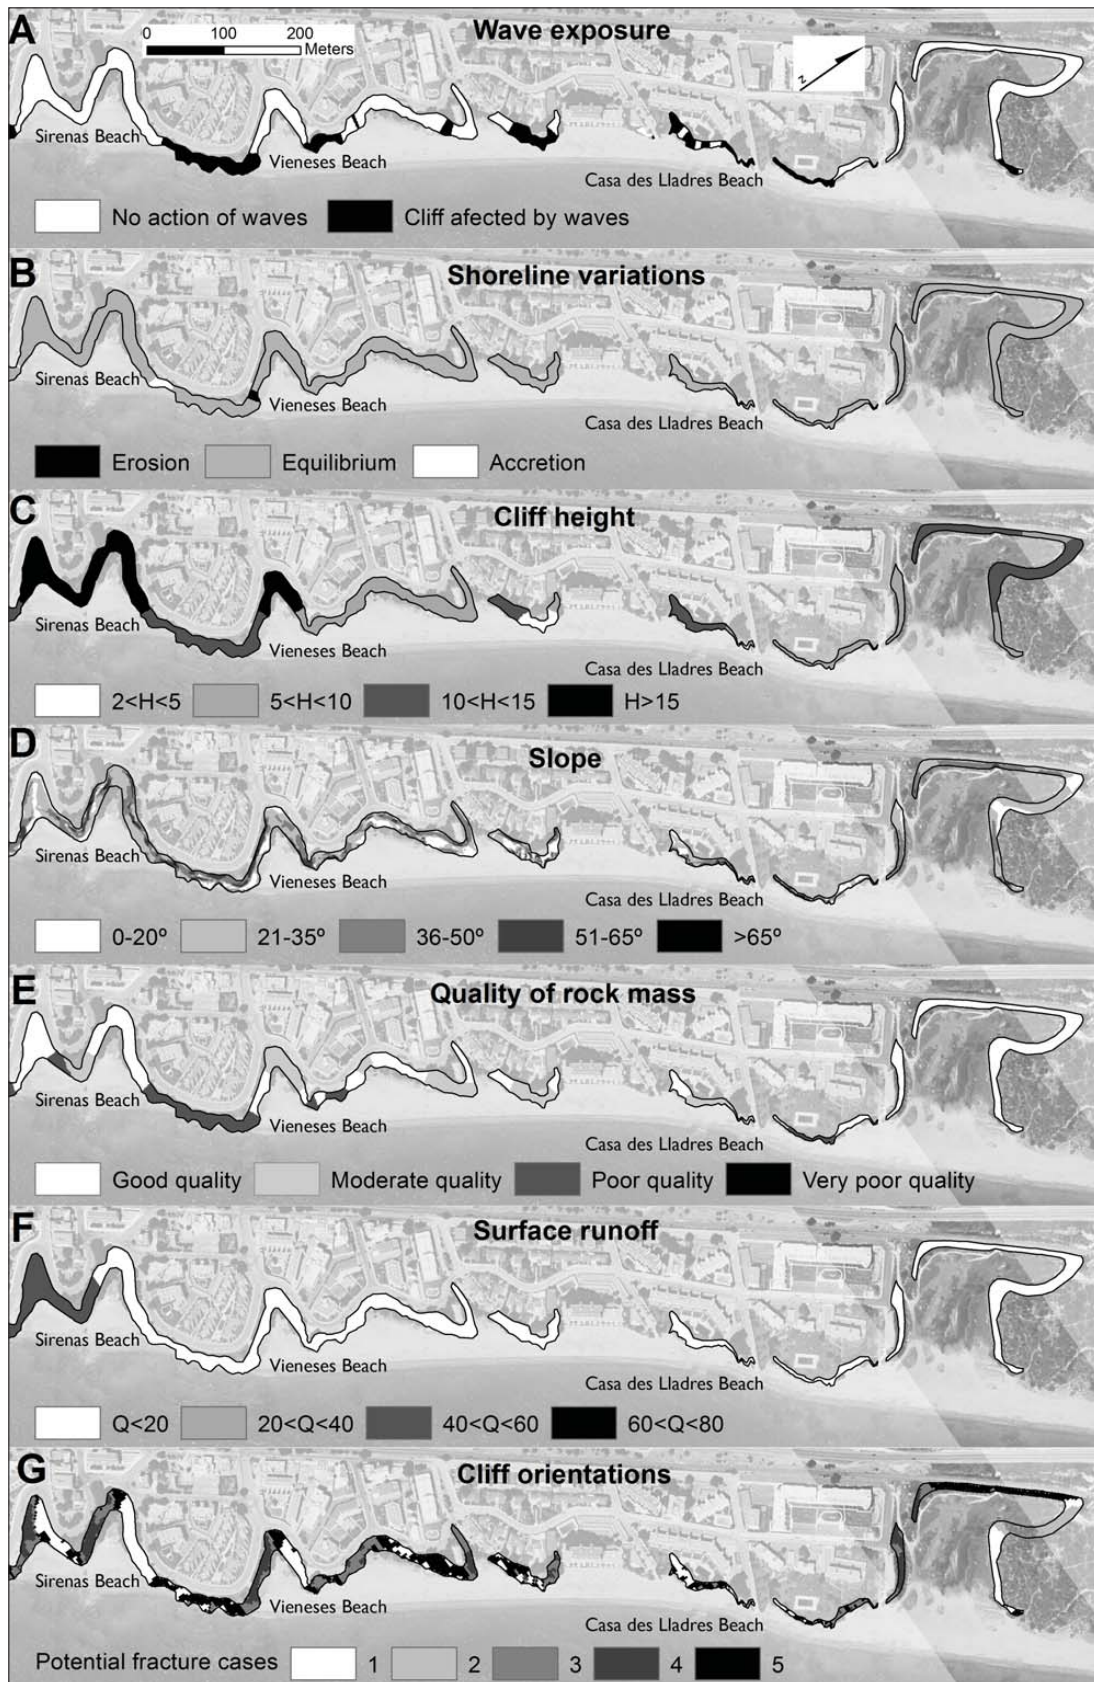 A
Wave exposure
0 100 200
Meters
N
Sirenas Beach
Vieneses Beach
Casa des Lladres Beach
No action of waves Cliff afected by waves
B
Shoreline variations
Sirenas Beach
Vieneses Beach
Casa des Lladres Beach
Erosion Equilibrium Accretion
C
Cliff height
Sirenas Beach
Vieneses Beach
Casa des Lladres Beach
2<H<5 5<H<10 10<H<15 H>15
D
Slope
Sirenas Beach
Vieneses Beach
Casa des Lladres Beach
0-20º 21-35º 36-50º 51-65º >65º
E
Quality of rock mass
Sirenas Beach
Vieneses Beach
Casa des Lladres Beach
Good quality Moderate quality Poor quality Very poor quality
F
Surface runoff
Sirenas Beach
Vieneses Beach
Casa des Lladres Beach
Q<20 20<Q<40 40<Q<60 60<Q<80
G
Cliff orientations
Sirenas Beach
Vieneses Beach
Casa des Lladres Beach
Potential fracture cases 1 2 3 4 5